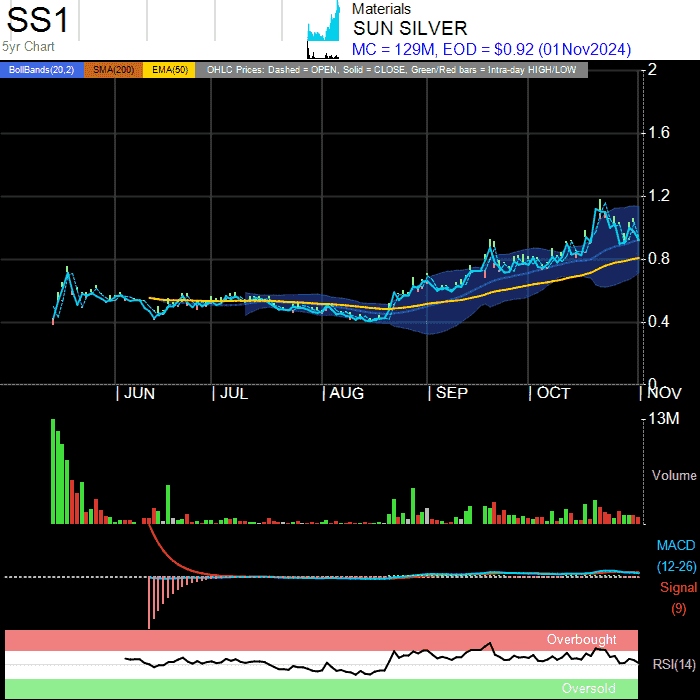 SS1
5yr Chart
Materials
SUN SILVER
MC = 129M, EOD = $0.92 (01Nov2024)
BollBands(20,2) SMA(200) EMA(50) OHLC Prices: Dashed = OPEN, Solid = CLOSE, Green/Red bars = Intra-day HIGH/LOW
2
1.6
1.2
0.8
0.4
0
JUN JUL AUG SEP OCT NOV
13M
Volume
MACD
(12-26)
Signal
(9)
Overbought
RSI(14)
Oversold